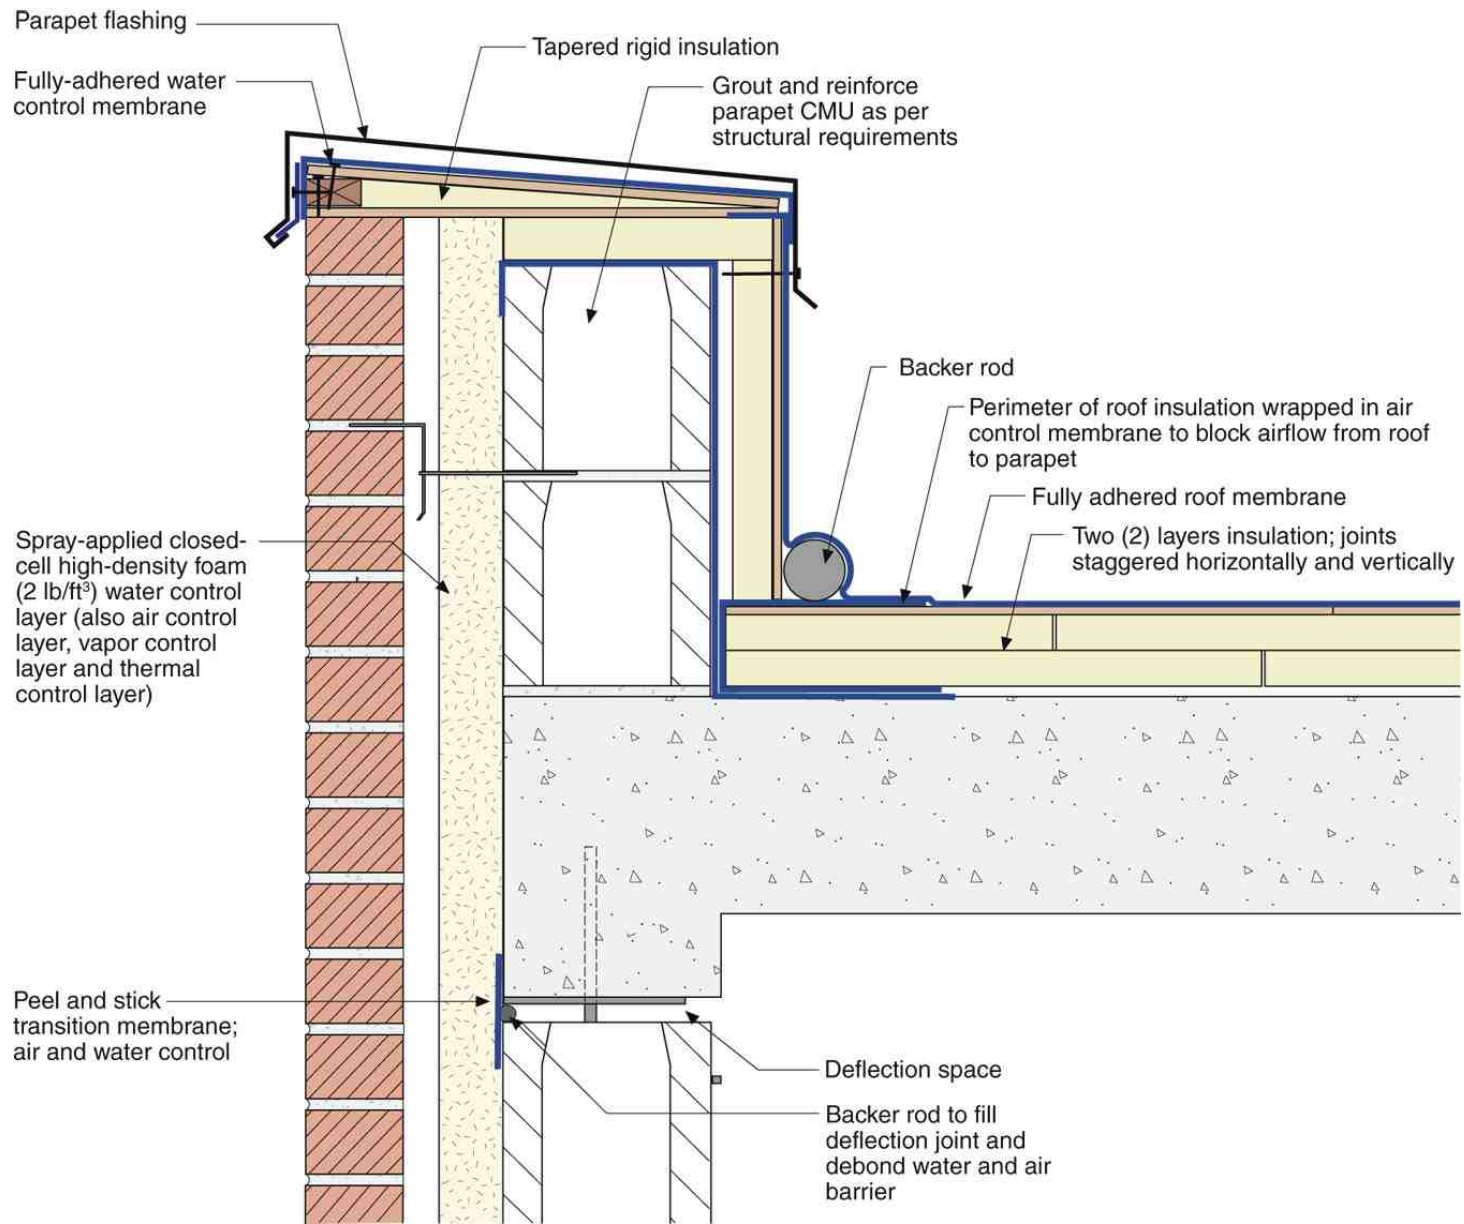 Parapet flashing
Tapered rigid insulation
Fully-adhered water
control membrane
Grout and reinforce
parapet CMU as per
structural requirements
Backer rod
Perimeter of roof insulation wrapped in air
control membrane to block airflow from roof
to parapet
Fully adhered roof membrane
Two (2) layers insulation; joints
staggered horizontally and vertically
Spray-applied closed-
cell high-density foam
(2 lb/ft³) water control
layer (also air control
layer, vapor control
layer and thermal
control layer)
Peel and stick
transition membrane;
air and water control
Deflection space
Backer rod to fill
deflection joint and
debond water and air
barrier